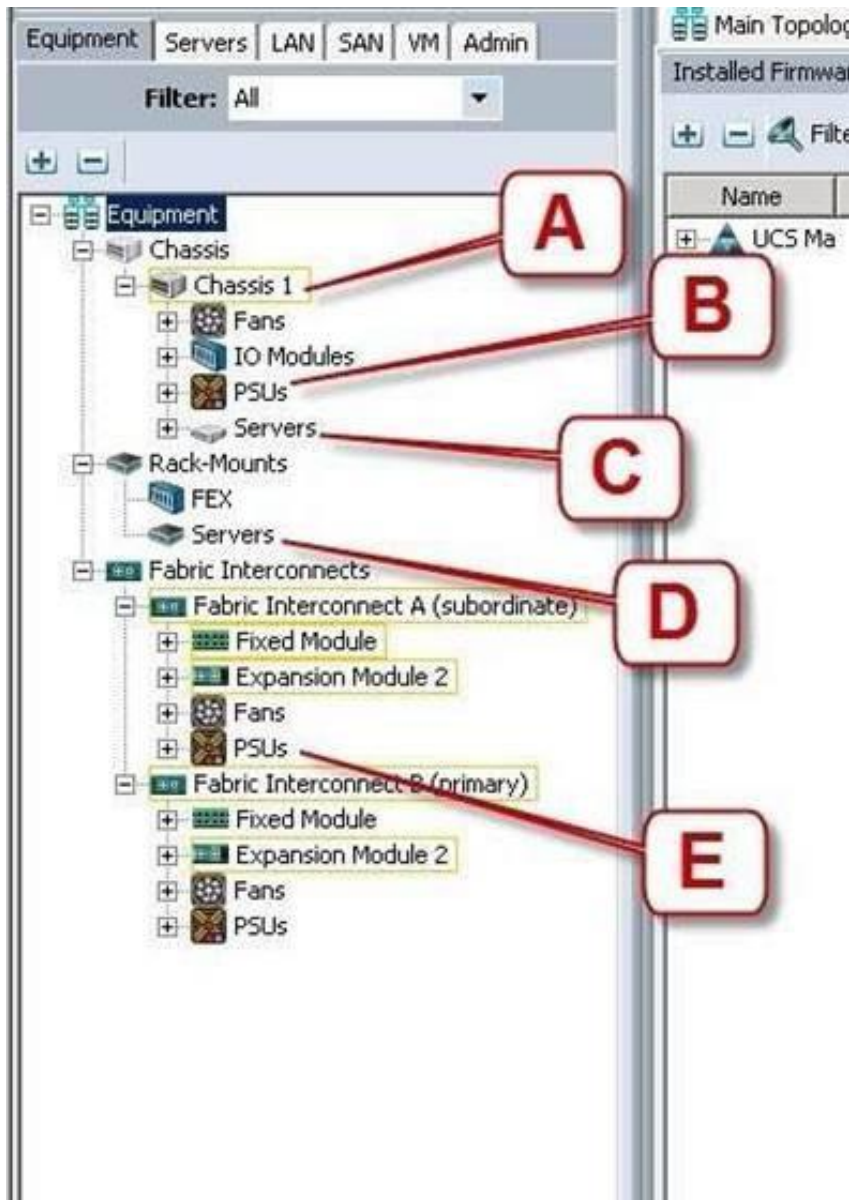 Equipment Servers LAN SAN VM Admin
Filter: All
Equipment
Chassis
Chassis 1
Fans
IO Modules
PSUs
Servers
Rack-Mounts
FEX
Servers
Fabric Interconnects
Fabric Interconnect A (subordinate)
Fixed Module
Expansion Module 2
Fans
PSUs
Fabric Interconnect B (primary)
Fixed Module
Expansion Module 2
Fans
PSUs
A
B
C
D
E
Main Topolog
Installed Firmwar
Filte
Name
UCS Ma